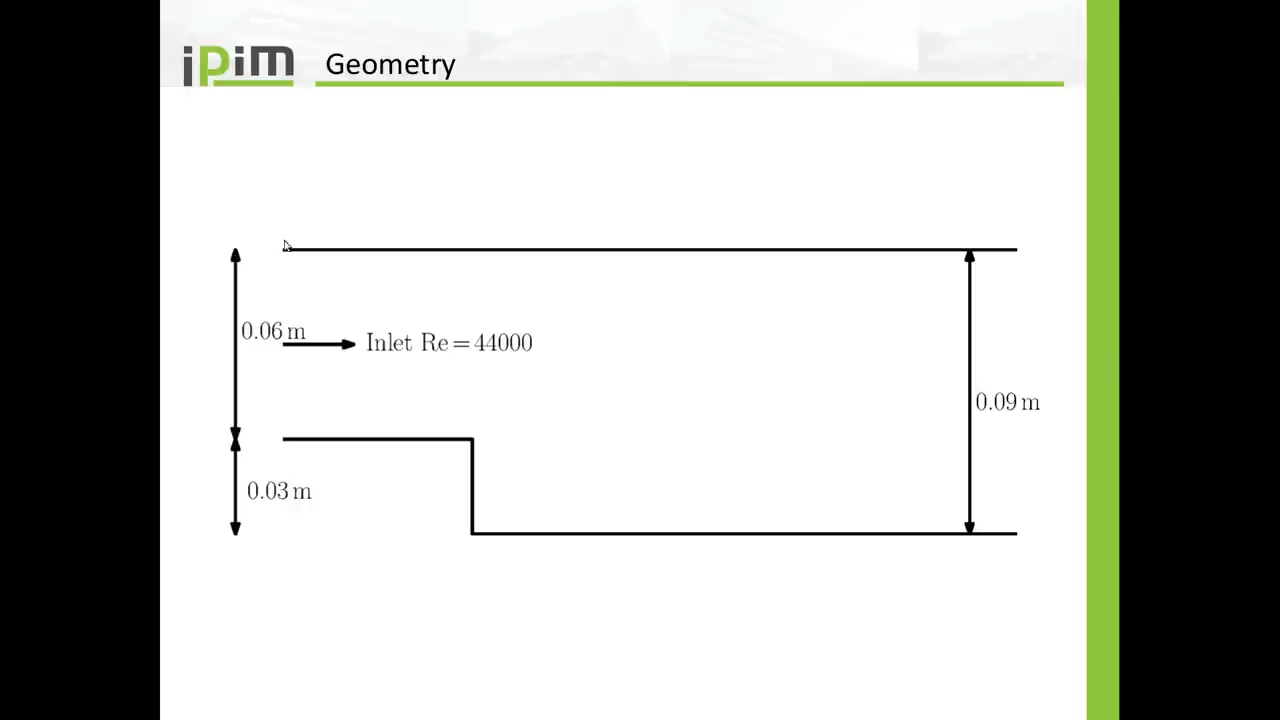 iPiM Geometry
0.06 m
Inlet Re = 44000
0.09 m
0.03 m